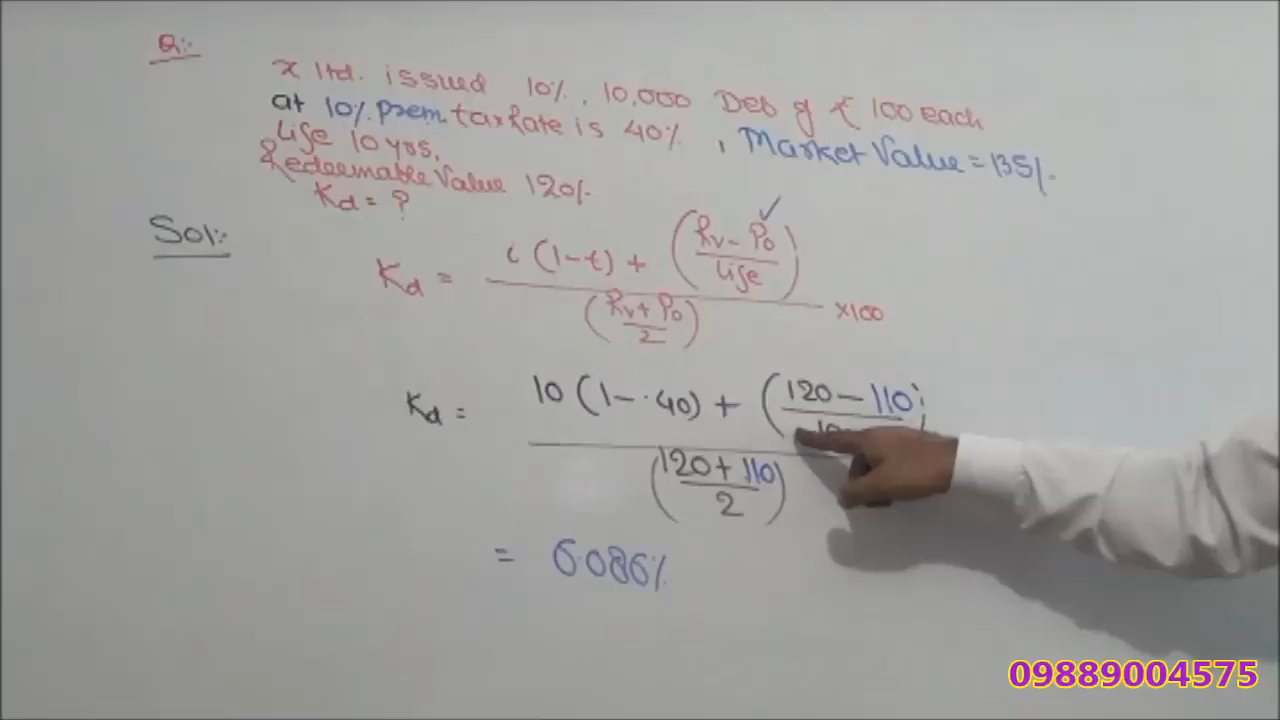 Q:-
X ltd. issued 10%, 10,000 Deb of ₹ 100 each
at 10% prem. tax Rate is 40%, Market Value = 135/.
Life 10 yrs,
Redeemable Value 120%.
Kd = ?
Sol:-
Kd = i (1-t) + (Rv - P0 / Life) ✓
(Rv + P0 / 2) ×100
Kd = 10 (1 - .40) + (120 - 110 / 10)
(120 + 110 / 2)
= 6.086%
09889004575